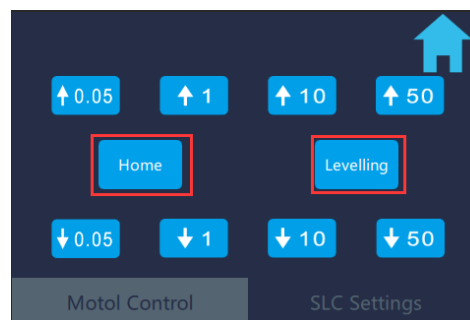 ↑ 0.05 ↑ 1 ↑ 10 ↑ 50
Home Levelling
↓ 0.05 ↓ 1 ↓ 10 ↓ 50
Motol Control SLC Settings